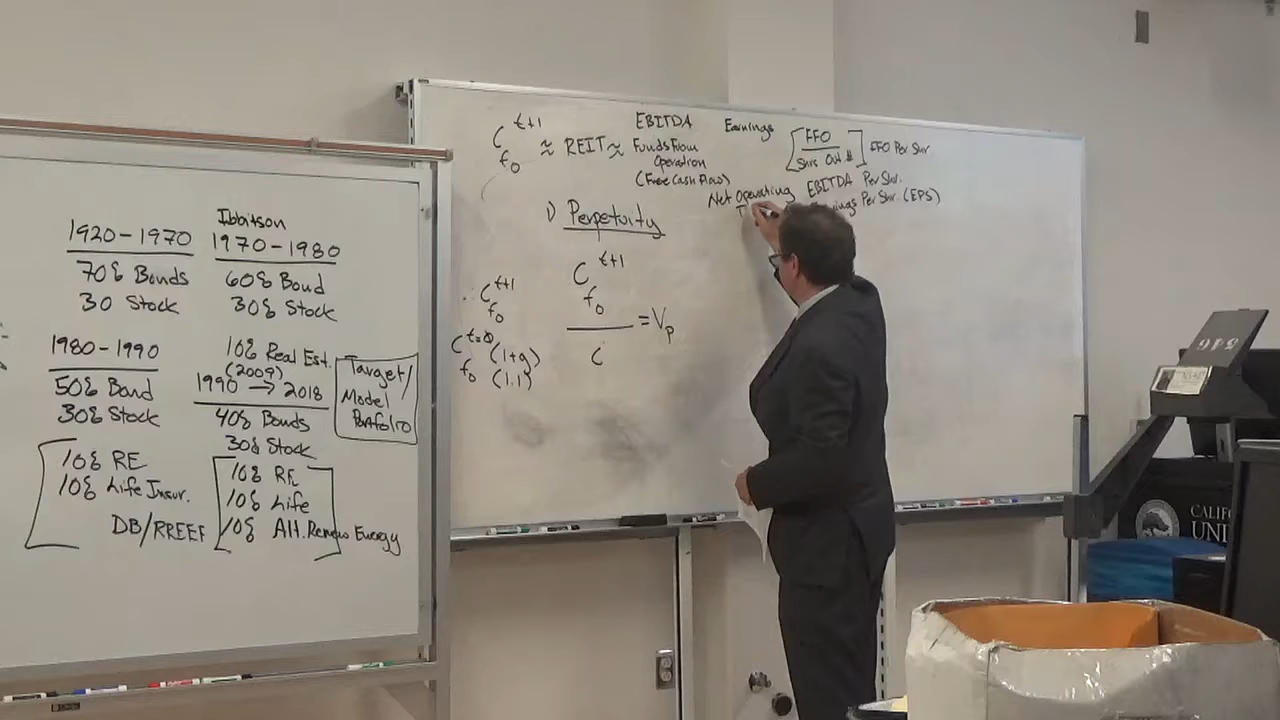 1920-1970
70% Bonds
30 Stock
Ibbitson
1970-1980
60% Bond
30% Stock
10% Real Est.
(2009)
1980-1990
50% Bond
30% Stock
10% RE
10% Life Insur.
DB/RREEF
1990 → 2018
40% Bonds
30% Stock
10% RE
10% Life
10% Alt. Renew Energy
Target/
Model
Portfolio
C t+1
f0
≈ REIT ≈
EBITDA
Funds From
Operation
(Free Cash Flow)
Earnings
FFO
Shrs Out #
FFO Per Shr.
EBITDA Per Shr.
Per Shr. (EPS)
Net Operating
1) Perpetuity
C t+1
f0
C
=Vp
C t+1
f0
C t=0 (1+g)
f0 (1.1)
CALIFO
UNI